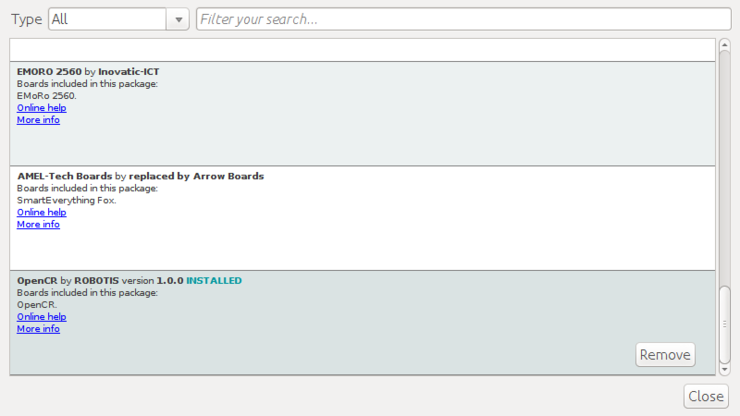 Type All Filter your search...
EMORO 2560 by Inovatic-ICT
Boards included in this package:
EMoRo 2560.
Online help
More info
AMEL-Tech Boards by replaced by Arrow Boards
Boards included in this package:
SmartEverything Fox.
Online help
More info
OpenCR by ROBOTIS version 1.0.0 INSTALLED
Boards included in this package:
OpenCR.
Online help
More info
Remove
Close